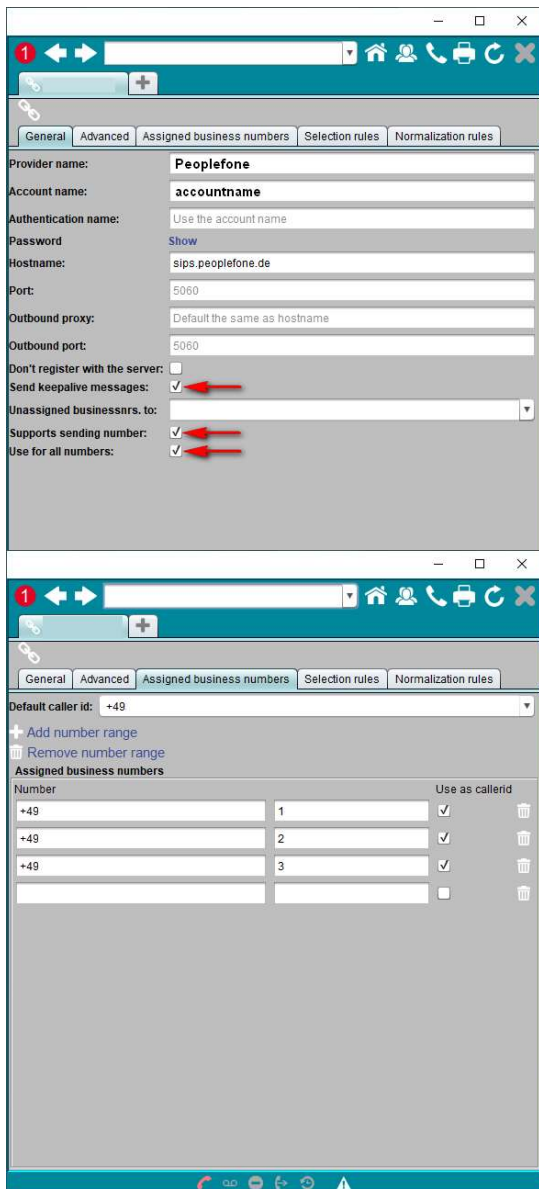 1
General Advanced Assigned business numbers Selection rules Normalization rules
Provider name: Peoplefone
Account name: accountname
Authentication name: Use the account name
Password Show
Hostname: sips.peoplefone.de
Port: 5060
Outbound proxy: Default the same as hostname
Outbound port: 5060
Don't register with the server:
Send keepalive messages:
Unassigned businessnrs. to:
Supports sending number:
Use for all numbers:
1
General Advanced Assigned business numbers Selection rules Normalization rules
Default caller id: +49
Add number range
Remove number range
Assigned business numbers
Number Use as callerid
+49 1
+49 2
+49 3